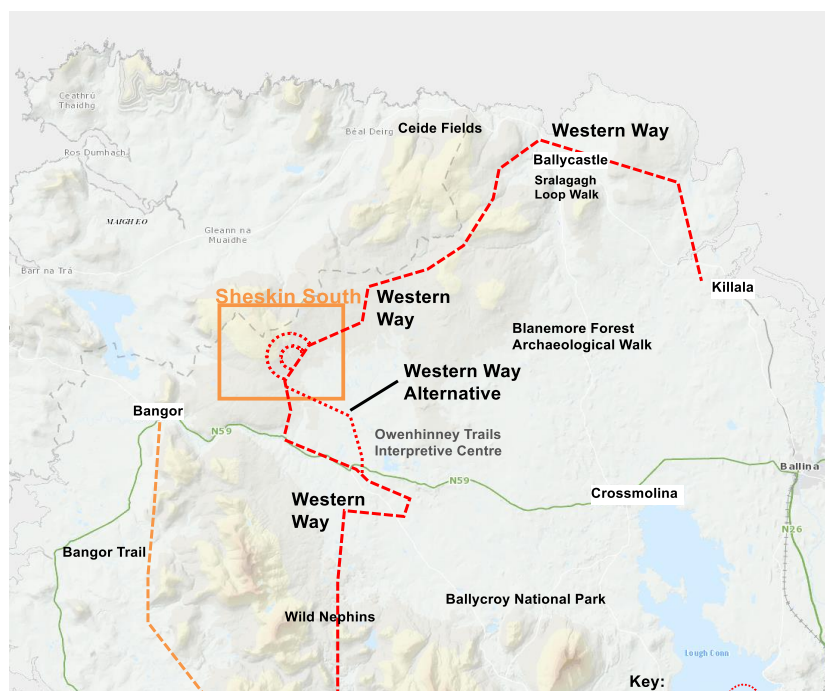 Ceathrú
Thaidhg
Béal Deirg
Ceide Fields
Western Way
Ros Dumhach
Ballycastle
Sralagagh
Loop Walk
MAIGH EO
Gleann na
Muaidhe
Barr na Trá
Sheskin South
Western
Way
Killala
Blanemore Forest
Archaeological Walk
Western Way
Alternative
Bangor
N59
Owenhinney Trails
Interpretive Centre
Ballina
N59
Crossmolina
Western
Way
N26
Bangor Trail
Ballycroy National Park
Wild Nephins
Lough Conn
Key: